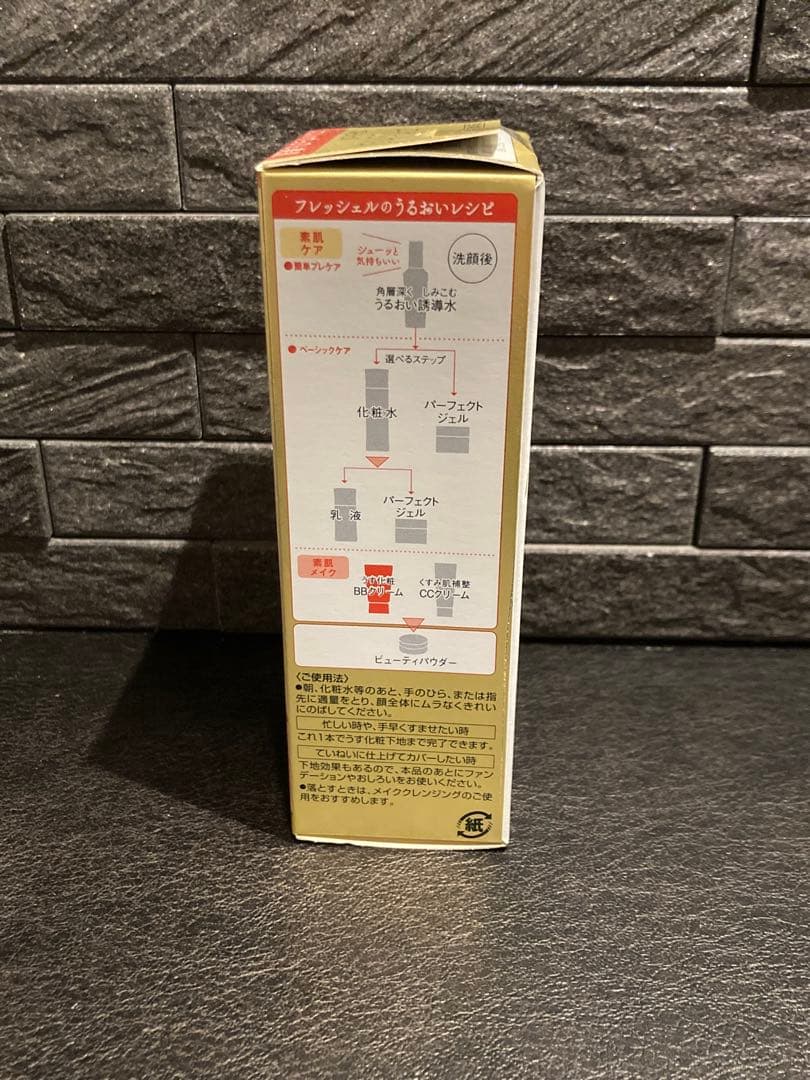 フレッシェルのうるおいレシピ
素肌
ケア
●簡単プレケア
シューッと
気持ちいい
洗顔後
角層深く しみこむ
うるおい誘導水
●ベーシックケア
選べるステップ
化粧水
パーフェクト
ジェル
乳液
パーフェクト
ジェル
素肌
メイク
うす化粧
BBクリーム
くすみ肌補整
CCクリーム
ビューティパウダー
〈ご使用法〉
●朝、化粧水等のあと、手のひら、または指
先に適量をとり、顔全体にムラなくきれい
にのばしてください。
忙しい時や、手早くすませたい時
これ1本でうす化粧下地まで完了できます。
ていねいに仕上げてカバーしたい時
下地効果もあるので、本品のあとにファン
デーションやおしろいをお使いください。
●落とすときは、メイククレンジングのご使
用をおすすめします。
紙